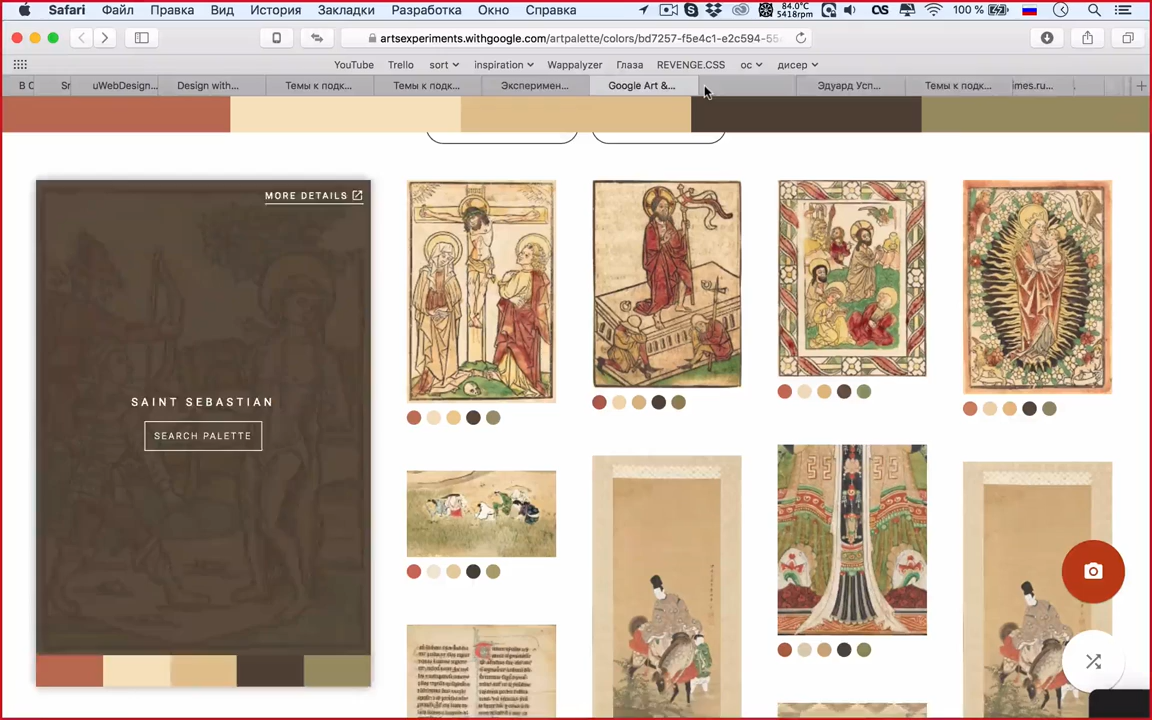 Safari Файл Правка Вид История Закладки Разработка Окно Справка 84.0°C 5418rpm 100 %
artsexperiments.withgoogle.com/artpalette/colors/bd7257-f5e4c1-e2c594-55
YouTube Trello sort inspiration Wappalyzer Глаза REVENGE.CSS ос дисер
В С Sr uWebDesign... Design with... Темы к подк... Темы к подк... Эксперимен... Google Art &... Эдуард Усп... Темы к подк... imes.ru...
MORE DETAILS
SAINT SEBASTIAN
SEARCH PALETTE